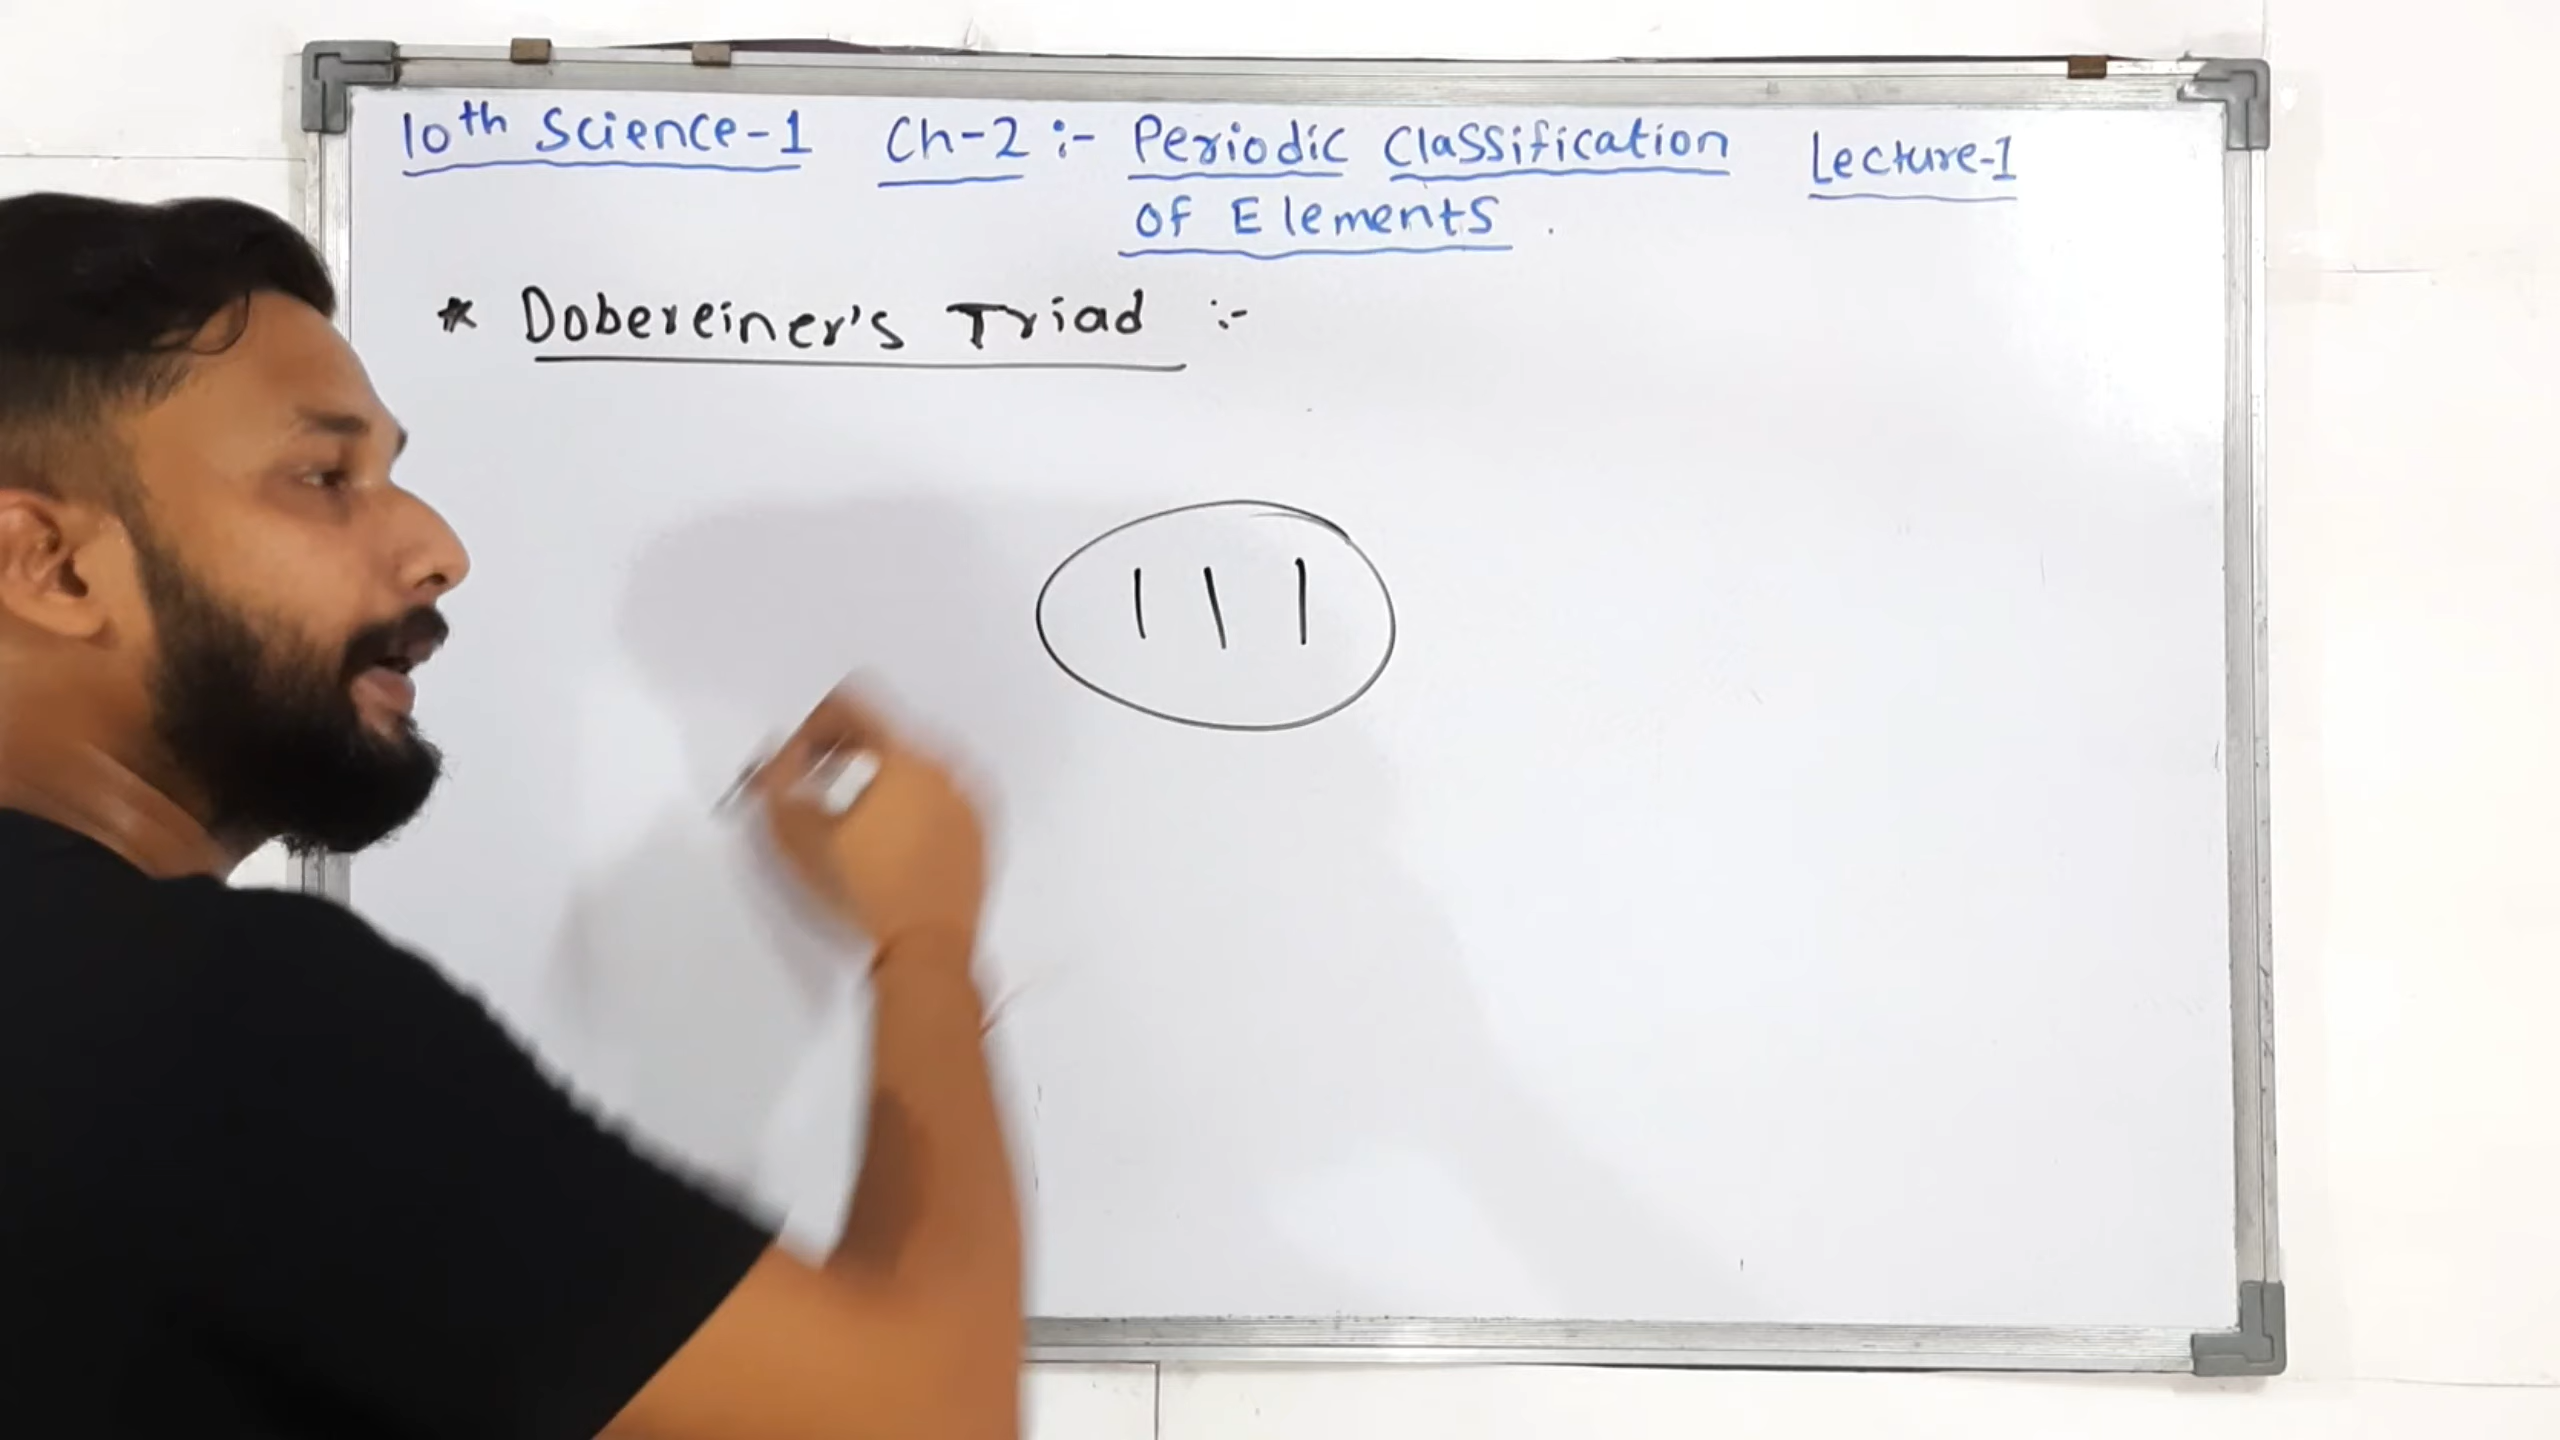 10th Science-1 Ch-2 :- Periodic Classification Lecture-1
of Elements .
* Dobereiner's Triad :-
| | |